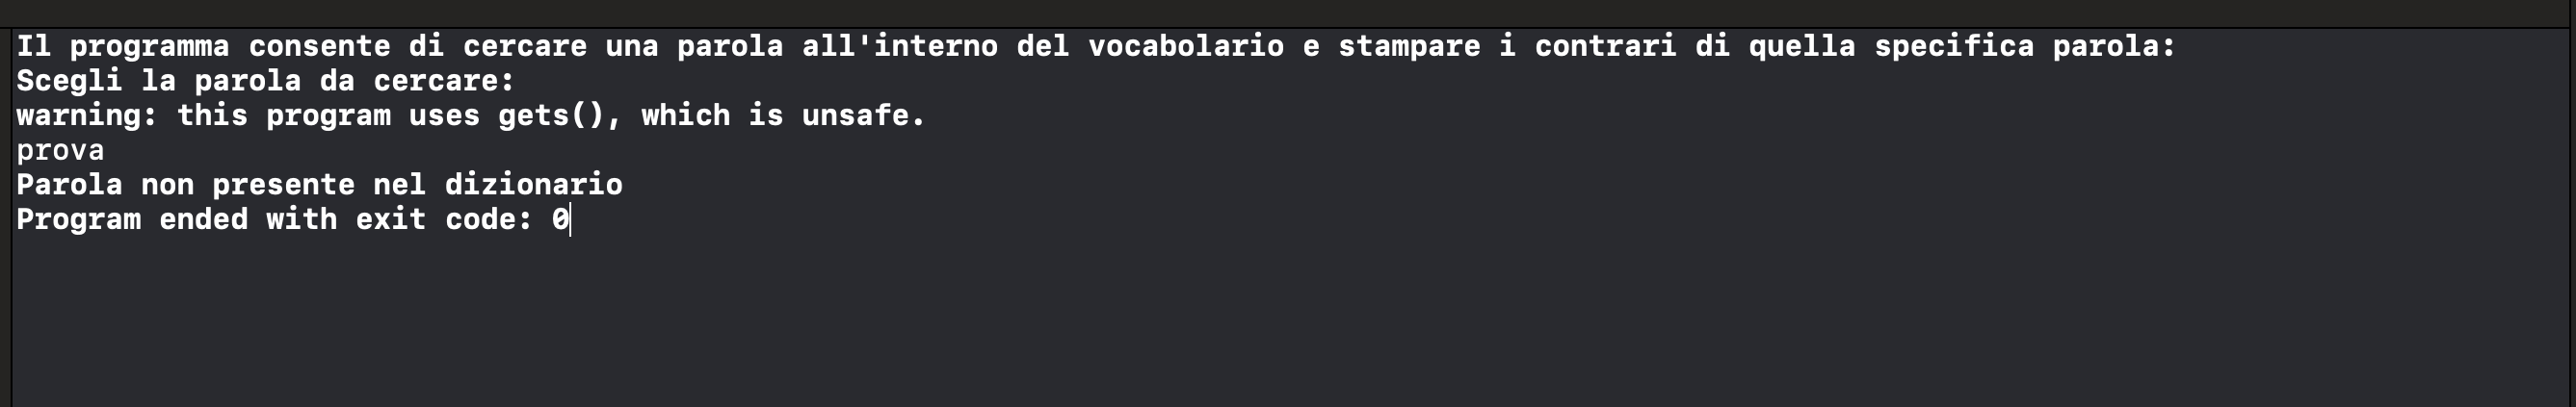 Il programma consente di cercare una parola all'interno del vocabolario e stampare i contrari di quella specifica parola:
Scegli la parola da cercare:
warning: this program uses gets(), which is unsafe.
prova
Parola non presente nel dizionario
Program ended with exit code: 0